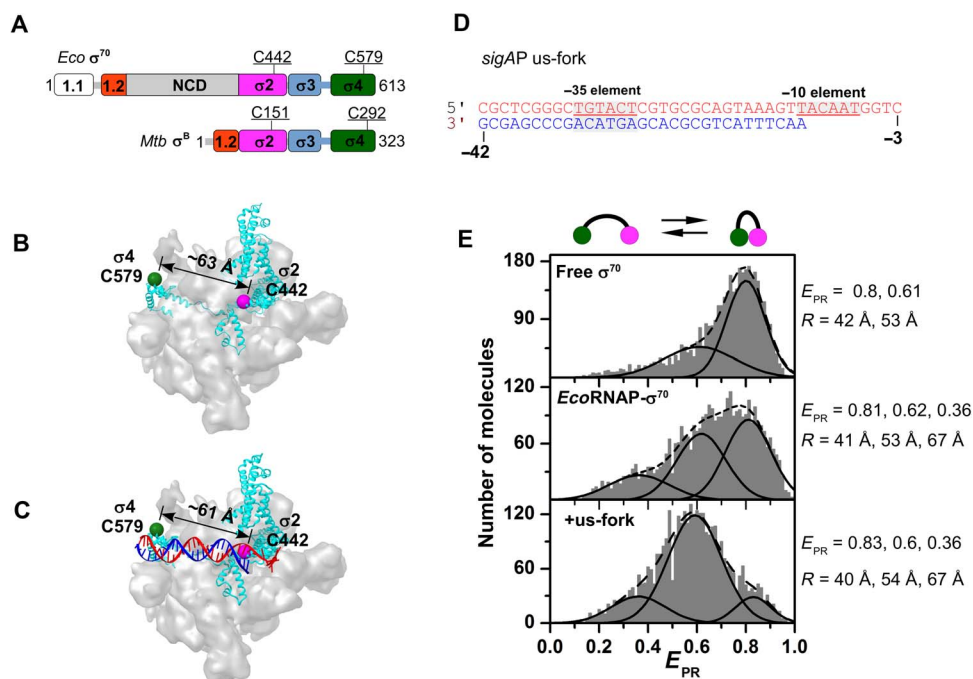 A
Eco σ70
C442
C579
1
1.1
1.2
NCD
σ2
σ3
σ4
613
C151
C292
Mtb σB
1
1.2
σ2
σ3
σ4
323
B
σ4
C579
~63 Å
σ2
C442
C
σ4
C579
~61 Å
σ2
C442
D
sigAP us-fork
−35 element
−10 element
5' CGCTCGGGCTGTACTCGTGCGCAGTAAAGTTACAATGGTC
3' GCGAGCCCGACATGAGCACGCGTCATTTCAA
−42
−3
E
Number of molecules
180
90
0
Free σ70
EPR = 0.8, 0.61
R = 42 Å, 53 Å
120
60
0
EcoRNAP-σ70
EPR = 0.81, 0.62, 0.36
R = 41 Å, 53 Å, 67 Å
120
60
0
+us-fork
EPR = 0.83, 0.6, 0.36
R = 40 Å, 54 Å, 67 Å
0.0 0.2 0.4 0.6 0.8 1.0
EPR